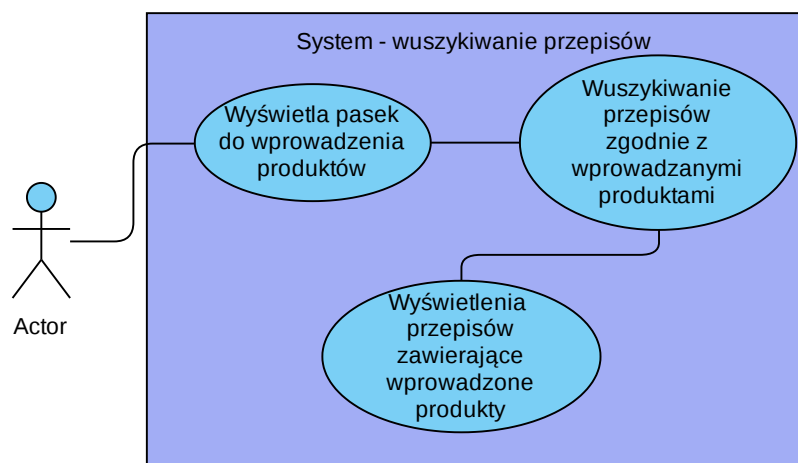 System - wuszykiwanie przepisów
Wyświetla pasek
do wprowadzenia
produktów
Wuszykiwanie
przepisów
zgodnie z
wprowadzanymi
produktami
Actor
Wyświetlenia
przepisów
zawierające
wprowadzone
produkty